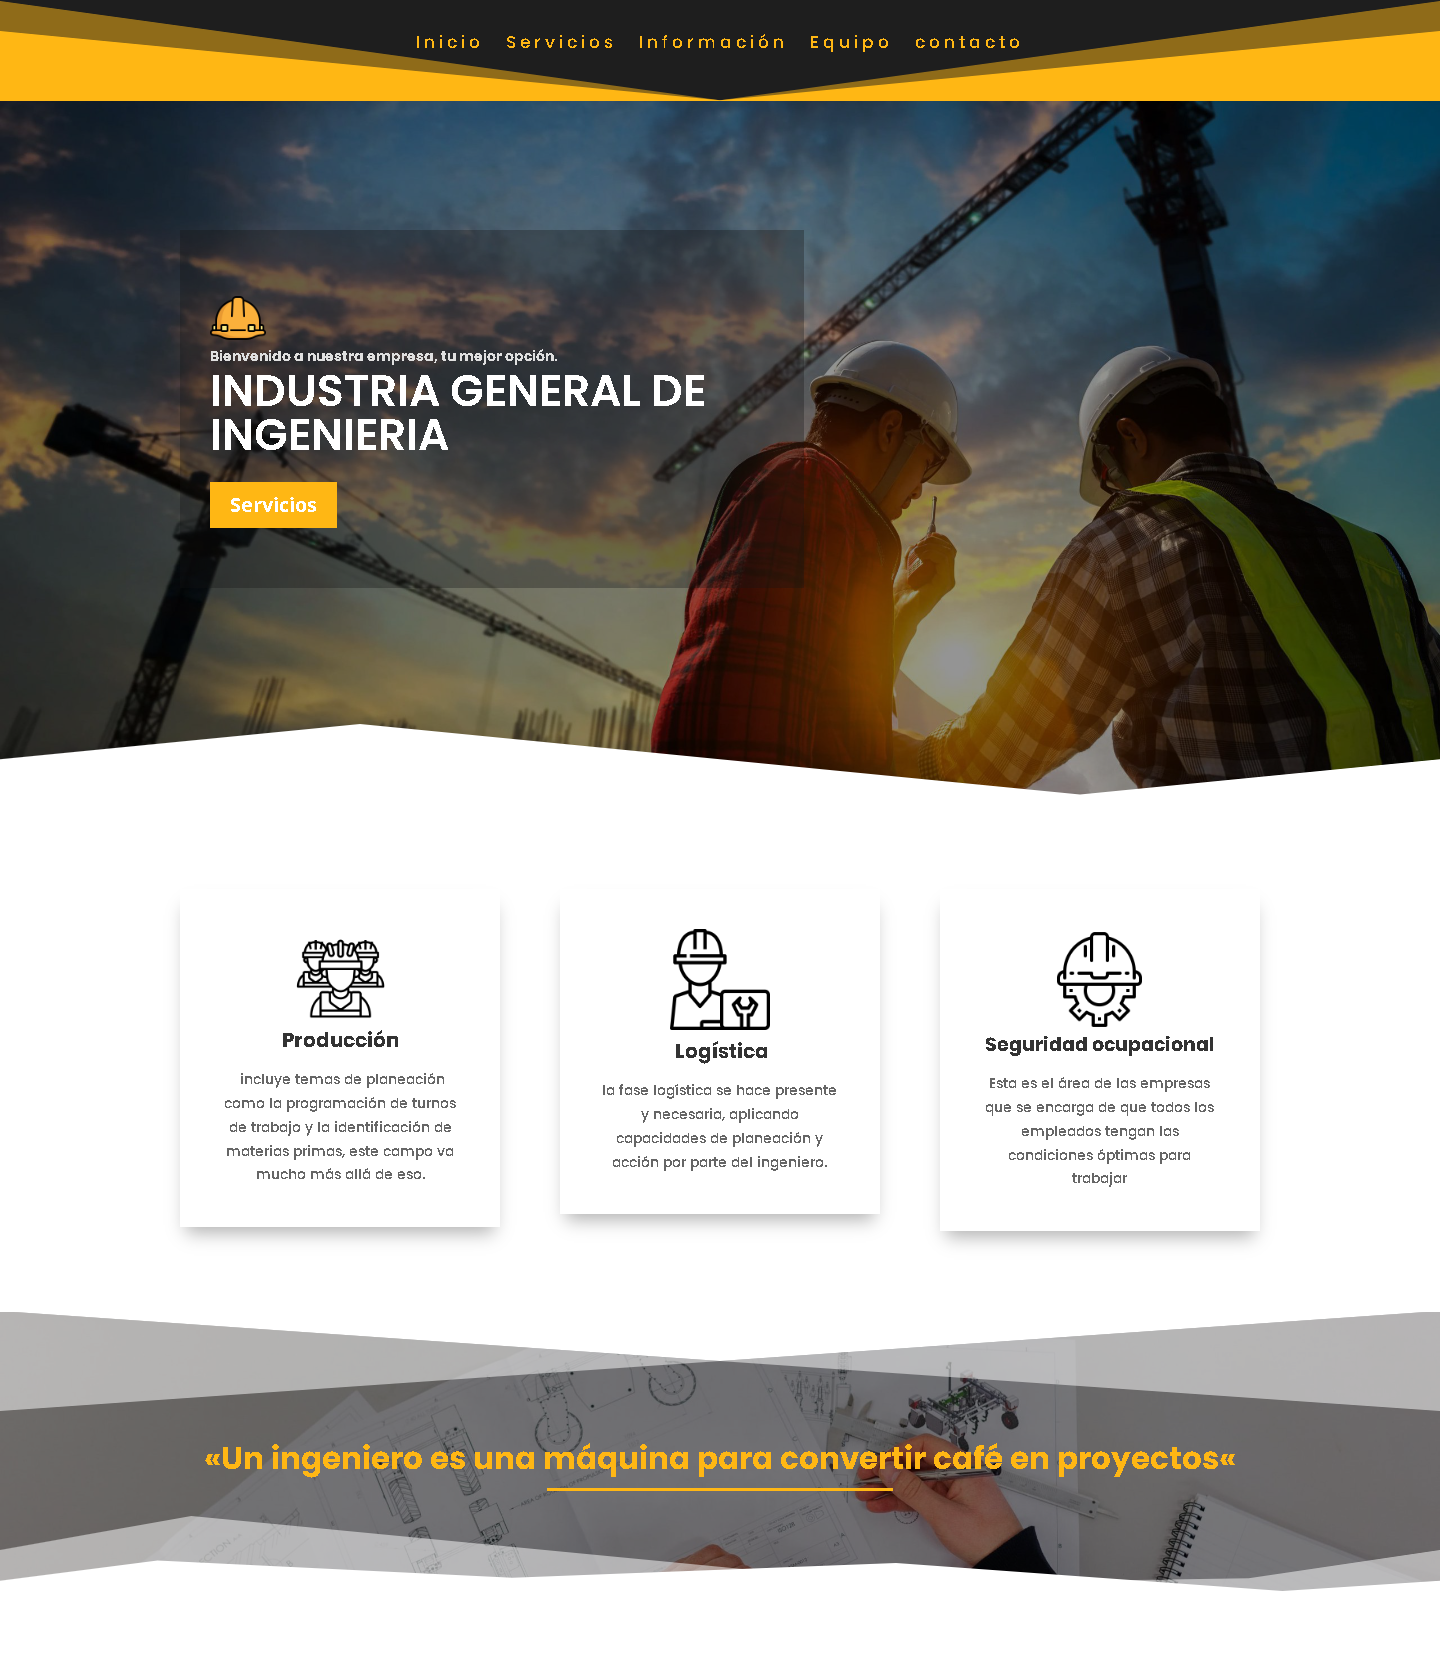 Inicio Servicios Información Equipo contacto
Bienvenido a nuestra empresa, tu mejor opción.
INDUSTRIA GENERAL DE
INGENIERIA
Servicios
Producción
incluye temas de planeación
como la programación de turnos
de trabajo y la identificación de
materias primas, este campo va
mucho más allá de eso.
Logística
la fase logística se hace presente
y necesaria, aplicando
capacidades de planeación y
acción por parte del ingeniero.
Seguridad ocupacional
Esta es el área de las empresas
que se encarga de que todos los
empleados tengan las
condiciones óptimas para
trabajar
«Un ingeniero es una máquina para convertir café en proyectos«